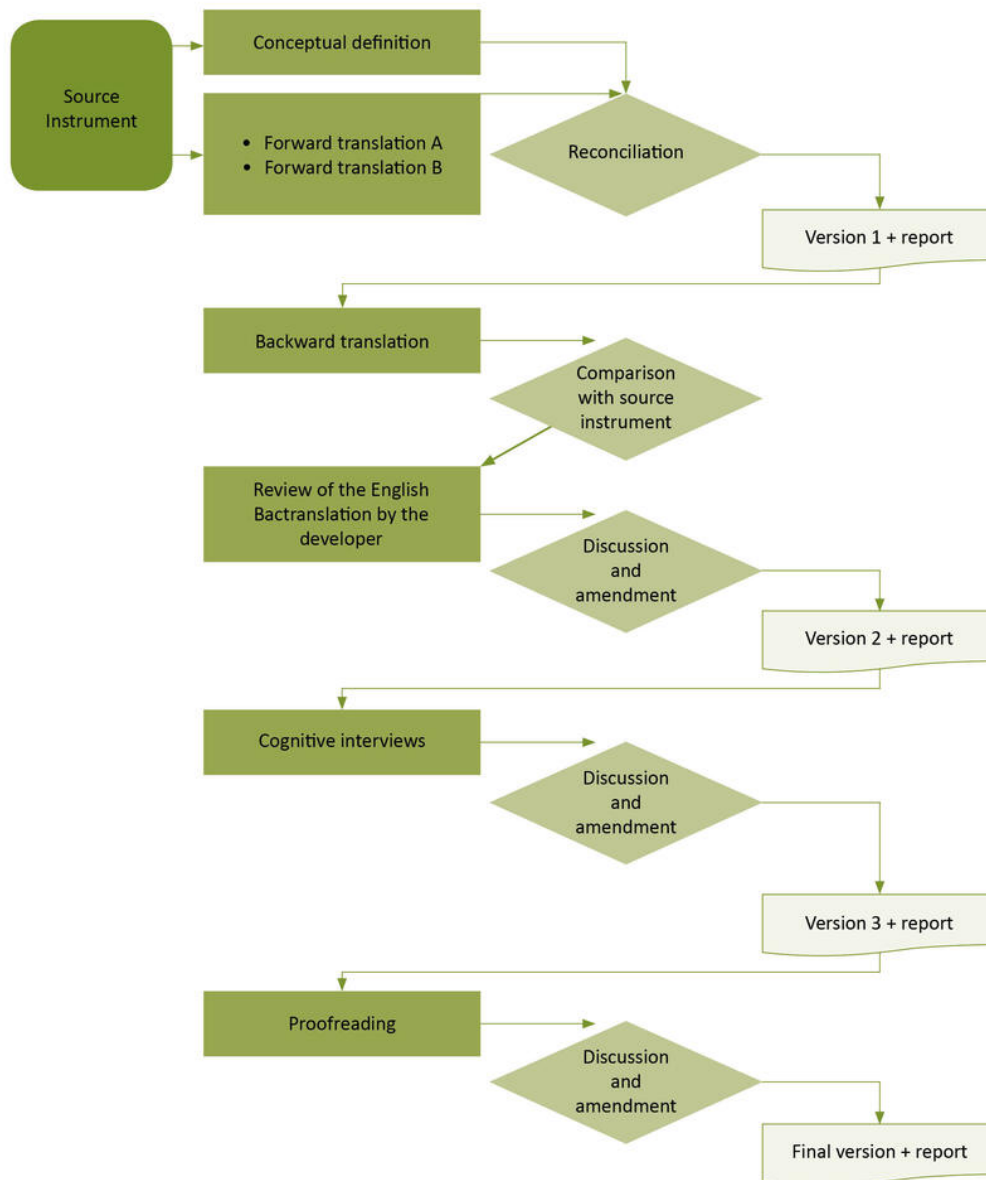 Source
Instrument
Conceptual definition
• Forward translation A
• Forward translation B
Reconciliation
Version 1 + report
Backward translation
Comparison
with source
instrument
Review of the English
Bactranslation by the
developer
Discussion
and
amendment
Version 2 + report
Cognitive interviews
Discussion
and
amendment
Version 3 + report
Proofreading
Discussion
and
amendment
Final version + report